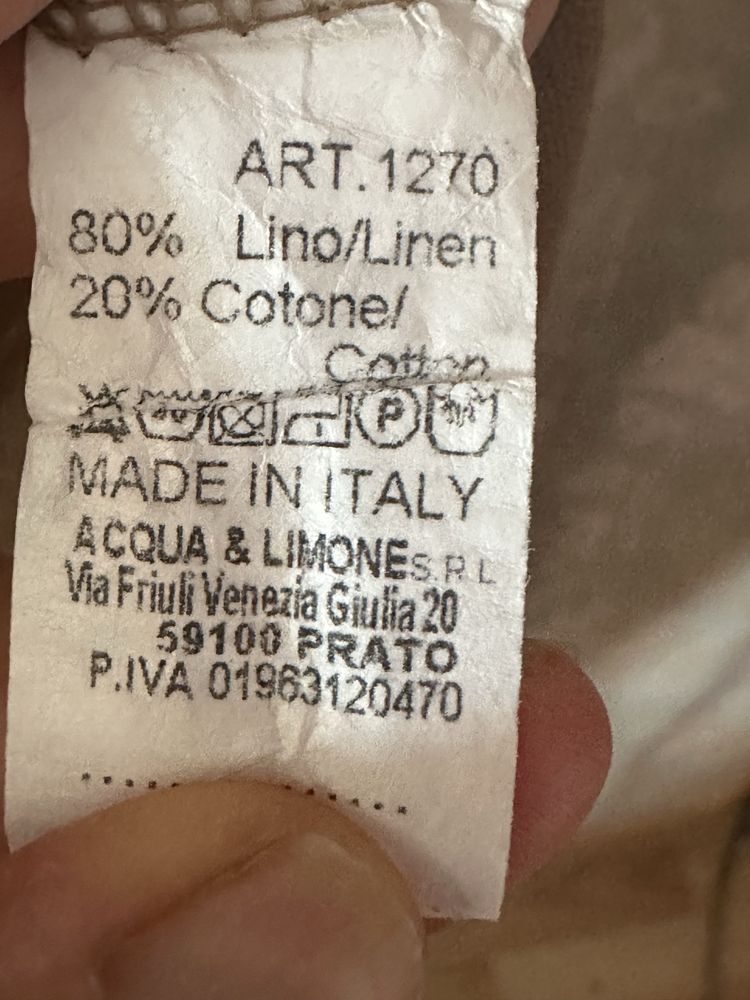 ART.1270
80% Lino/Linen
20% Cotone/
Cotton
P
MADE IN ITALY
ACQUA & LIMONE S.R.L
Via Friuli Venezia Giulia 20
59100 PRATO
P.IVA 01963120470